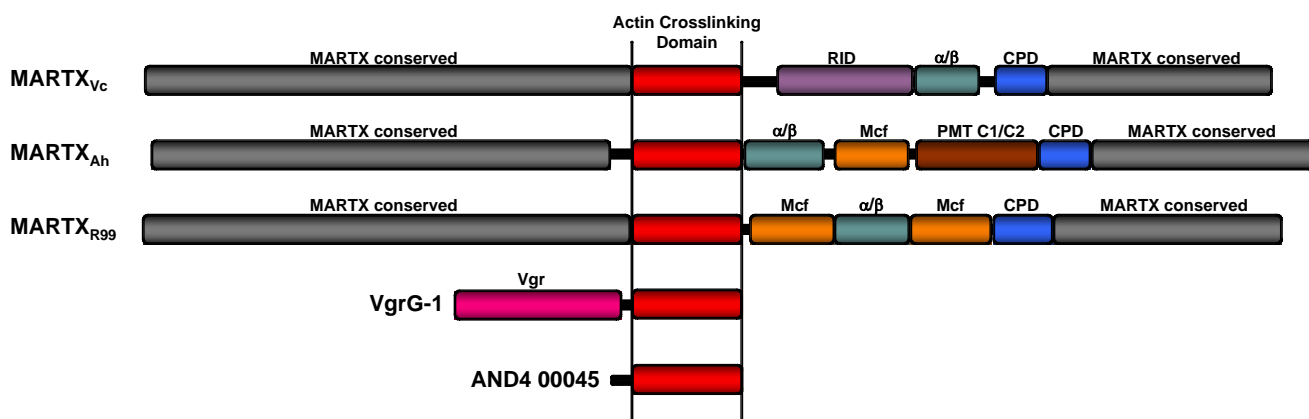 Actin Crosslinking
Domain
MARTX conserved RID α/β CPD MARTX conserved
MARTXVc
MARTX conserved α/β Mcf PMT C1/C2 CPD MARTX conserved
MARTXAh
MARTX conserved Mcf α/β Mcf CPD MARTX conserved
MARTXR99
Vgr
VgrG-1
AND4 00045